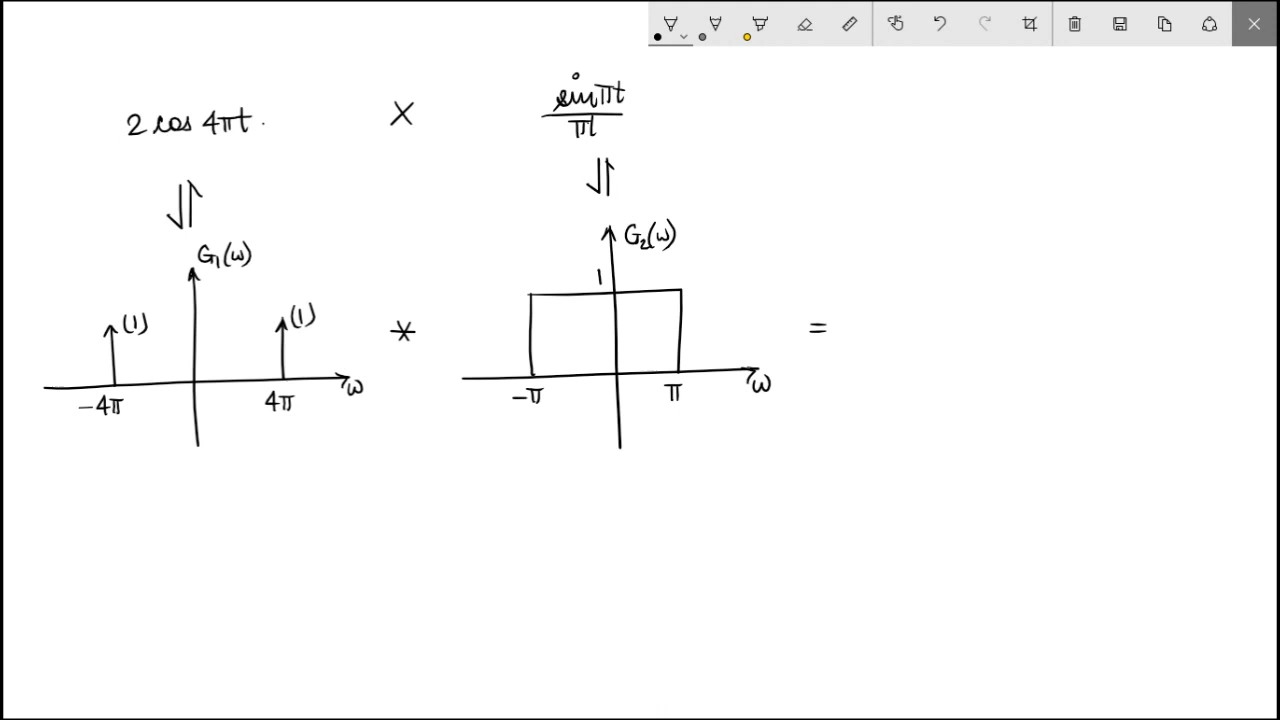 2 cos 4πt. × sin πt / πt
G₁(ω) G₂(ω)
1
(1) (1) * =
-4π 4π ω -π π ω